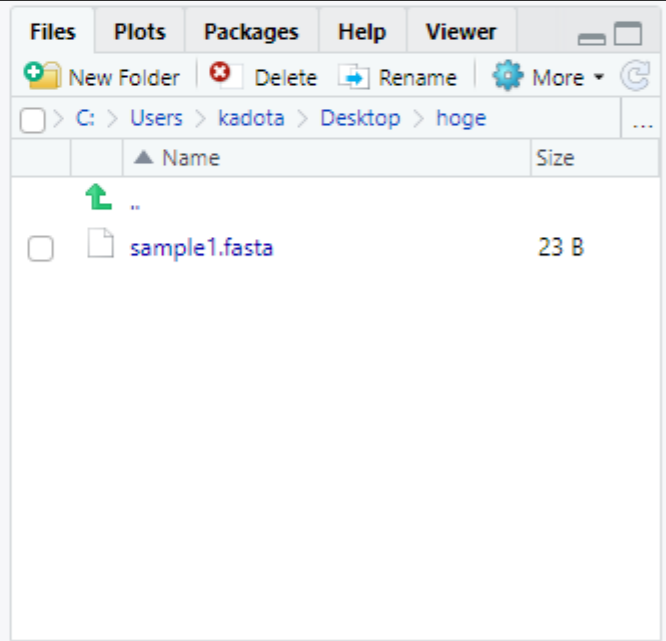 Files Plots Packages Help Viewer
New Folder Delete Rename More
C: > Users > kadota > Desktop > hoge ...
Name Size
..
sample1.fasta 23 B